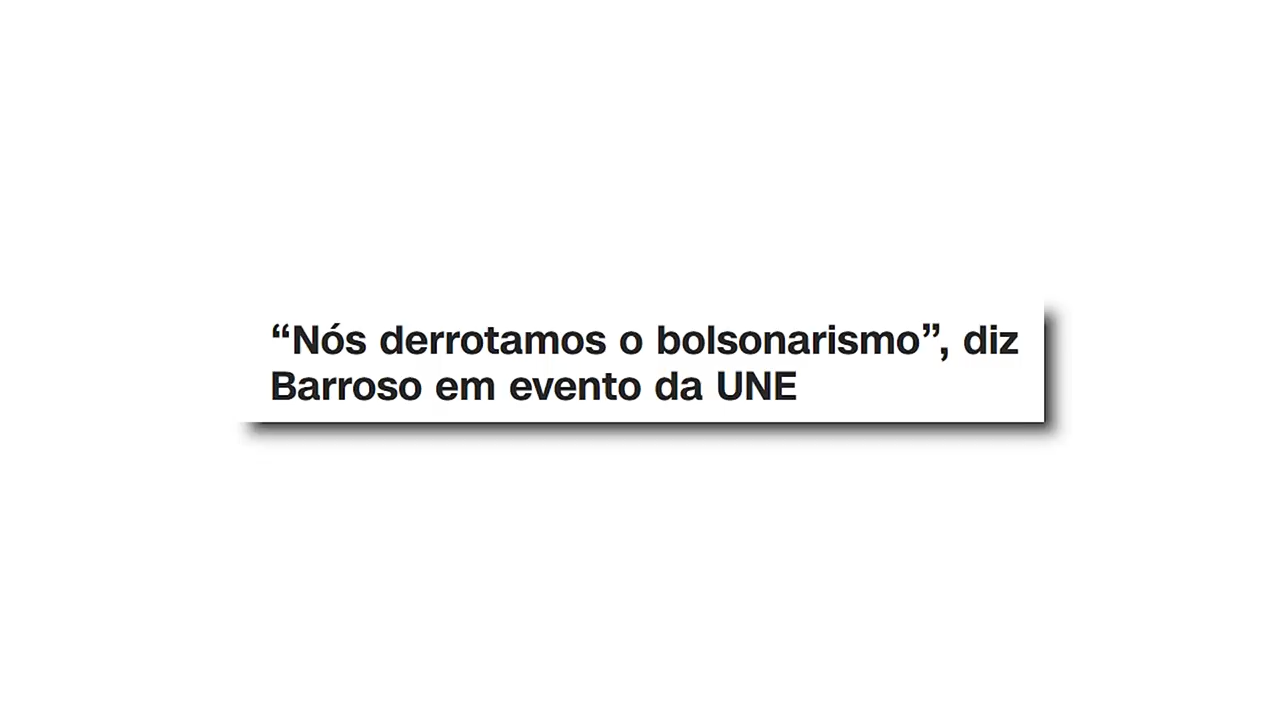 “Nós derrotamos o bolsonarismo”, diz
Barroso em evento da UNE